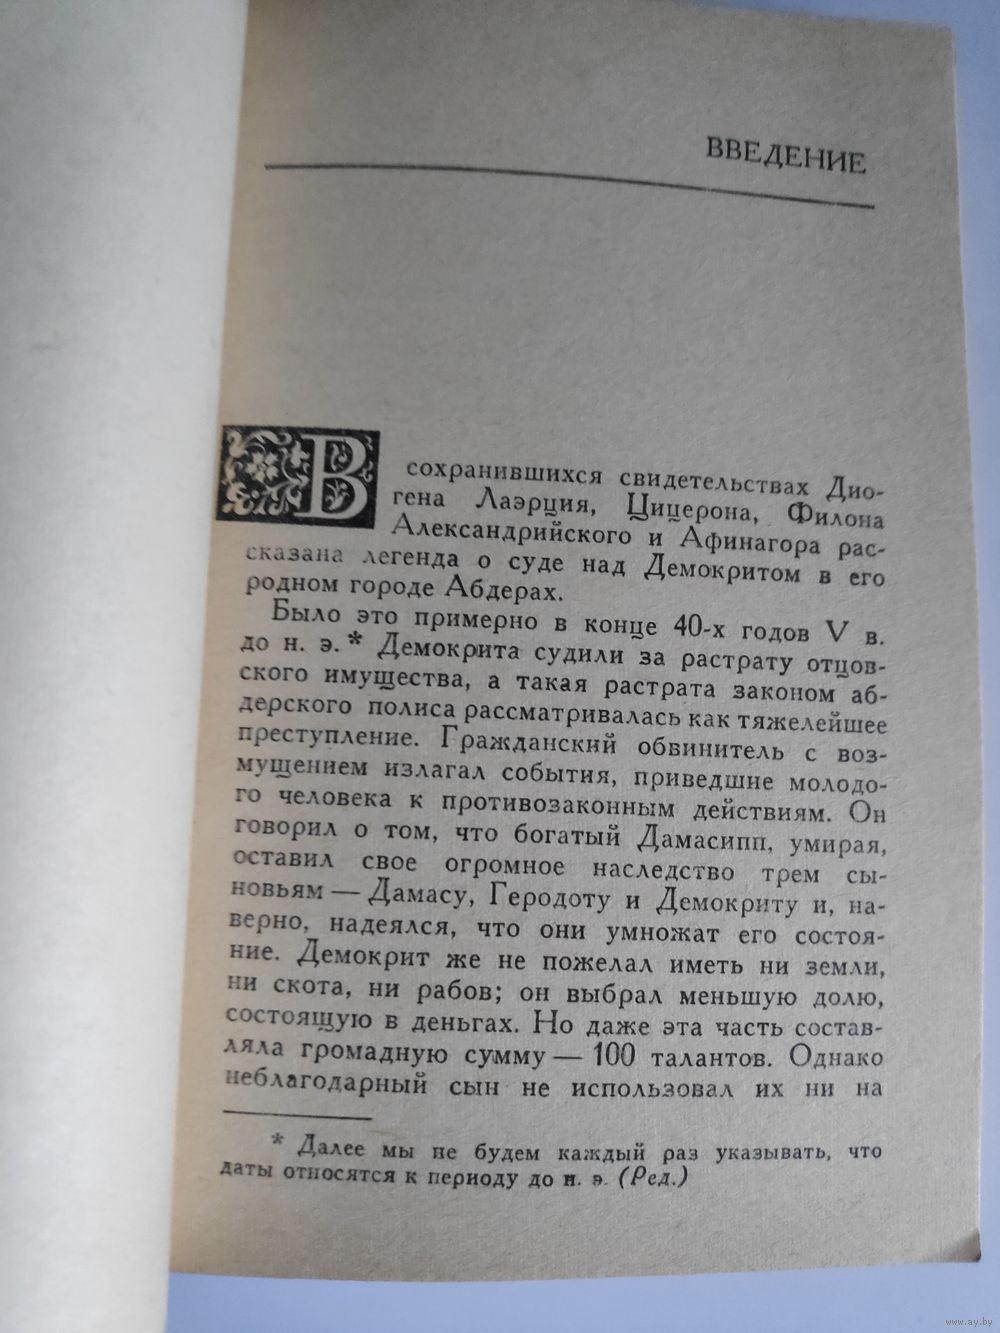 ВВЕДЕНИЕ
В сохранившихся свидетельствах Дио-
гена Лаэрция, Цицерона, Филона
Александрийского и Афинагора рас-
сказана легенда о суде над Демокритом в его
родном городе Абдерах.
Было это примерно в конце 40-х годов V в.
до н. э.* Демокрита судили за растрату отцов-
ского имущества, а такая растрата законом аб-
дерского полиса рассматривалась как тяжелейшее
преступление. Гражданский обвинитель с воз-
мущением излагал события, приведшие молодо-
го человека к противозаконным действиям. Он
говорил о том, что богатый Дамасипп, умирая,
оставил свое огромное наследство трем сы-
новьям — Дамасу, Геродоту и Демокриту и, на-
верно, надеялся, что они умножат его состоя-
ние. Демокрит же не пожелал иметь ни земли,
ни скота, ни рабов; он выбрал меньшую долю,
состоящую в деньгах. Но даже эта часть состав-
ляла громадную сумму — 100 талантов. Однако
неблагодарный сын не использовал их ни на
* Далее мы не будем каждый раз указывать, что
даты относятся к периоду до н. э. (Ред.)
www.ay.by